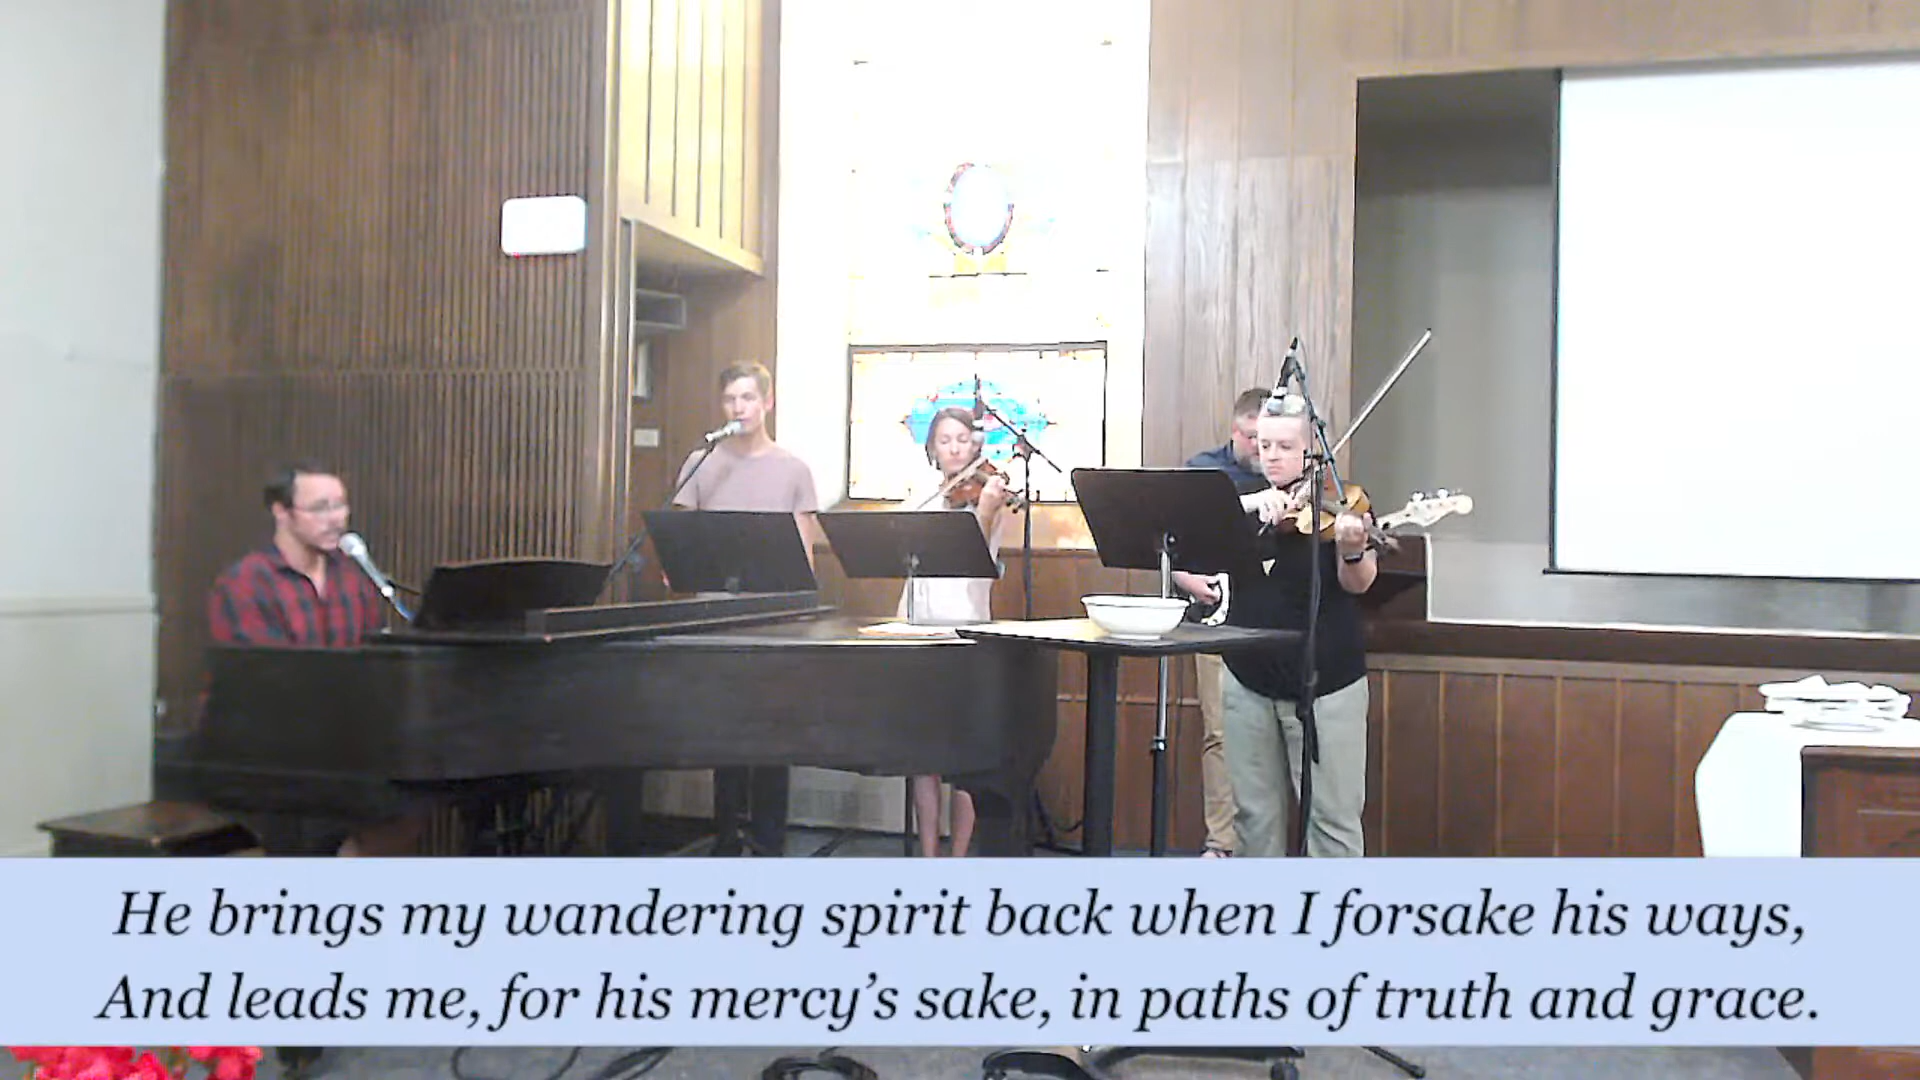 He brings my wandering spirit back when I forsake his ways,
And leads me, for his mercy's sake, in paths of truth and grace.